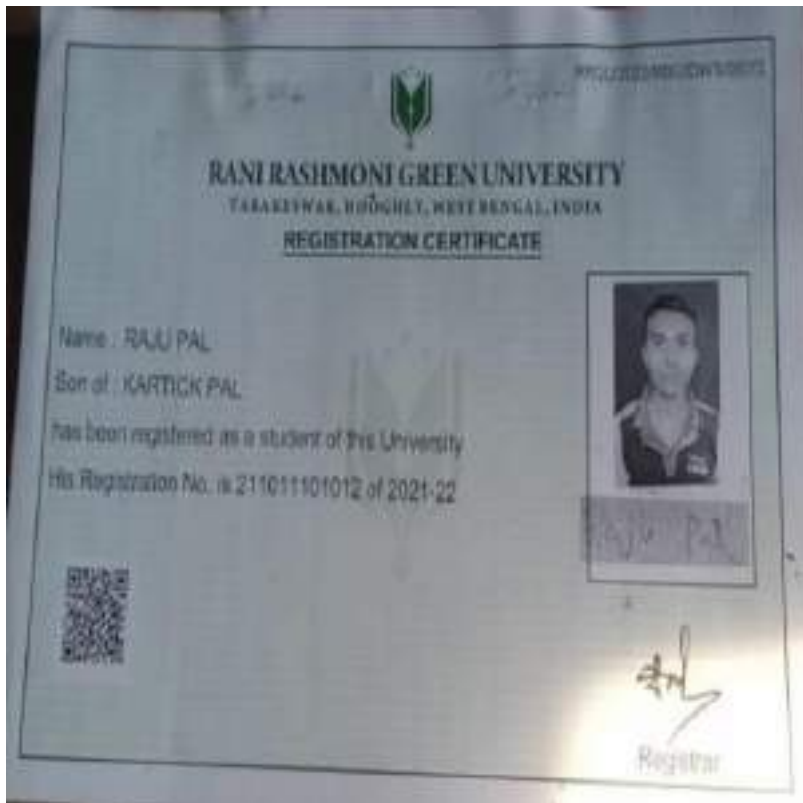 RANI RASHMONI GREEN UNIVERSITY
TARAKESWAR, HOOGHLY, WEST BENGAL, INDIA
REGISTRATION CERTIFICATE
Name : RAJU PAL
Son of : KARTICK PAL
has been registered as a student of this University
His Registration No. is 211011101012 of 2021-22
Raju Pal
Registrar